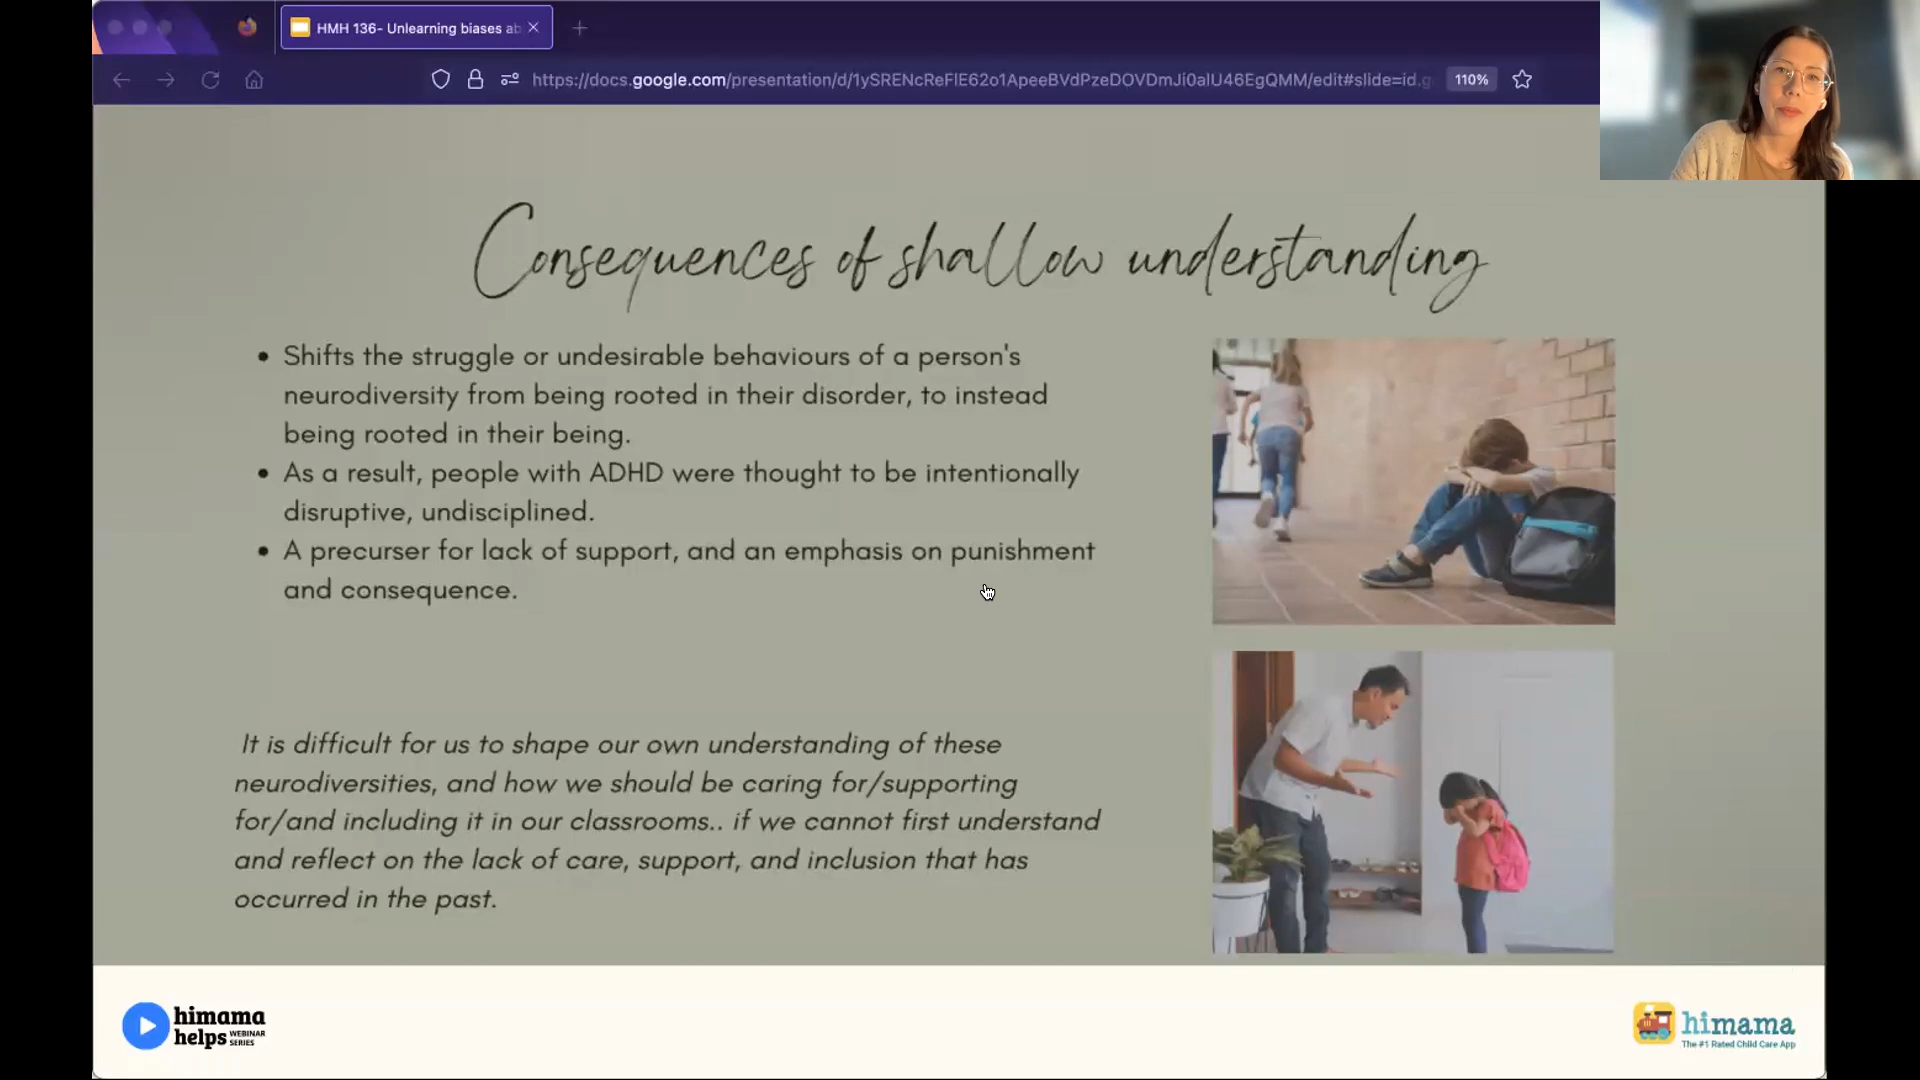 HMH 136- Unlearning biases ab
https://docs.google.com/presentation/d/1ySRENcReFlE62o1ApeeBVdPzeDOVDmJi0alU46EgQMM/edit#slide=id.g
110%
Consequences of shallow understanding
• Shifts the struggle or undesirable behaviours of a person's
neurodiversity from being rooted in their disorder, to instead
being rooted in their being.
• As a result, people with ADHD were thought to be intentionally
disruptive, undisciplined.
• A precurser for lack of support, and an emphasis on punishment
and consequence.
It is difficult for us to shape our own understanding of these
neurodiversities, and how we should be caring for/supporting
for/and including it in our classrooms.. if we cannot first understand
and reflect on the lack of care, support, and inclusion that has
occurred in the past.
himama
helps WEBINAR SERIES
himama
The #1 Rated Child Care App